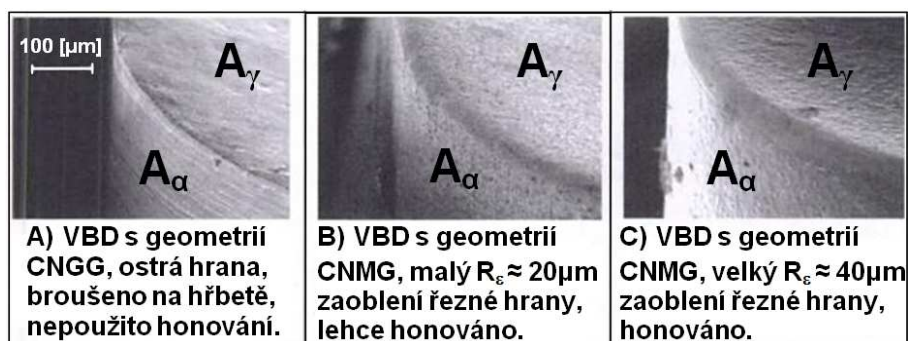 100 [µm]
Aγ
Aα
A) VBD s geometrií
CNGG, ostrá hrana,
broušeno na hřbetě,
nepoužito honování.
Aγ
Aα
B) VBD s geometrií
CNMG, malý Rε ≈ 20µm
zaoblení řezné hrany,
lehce honováno.
Aγ
Aα
C) VBD s geometrií
CNMG, velký Rε ≈ 40µm
zaoblení řezné hrany,
honováno.